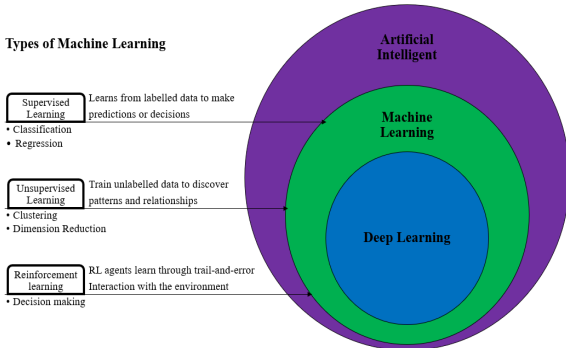 Types of Machine Learning
Supervised
Learning
Learns from labelled data to make
predictions or decisions
• Classification
• Regression
Unsupervised
Learning
Train unlabelled data to discover
patterns and relationships
• Clustering
• Dimension Reduction
Reinforcement
learning
RL agents learn through trail-and-error
Interaction with the environment
• Decision making
Artificial
Intelligent
Machine
Learning
Deep Learning